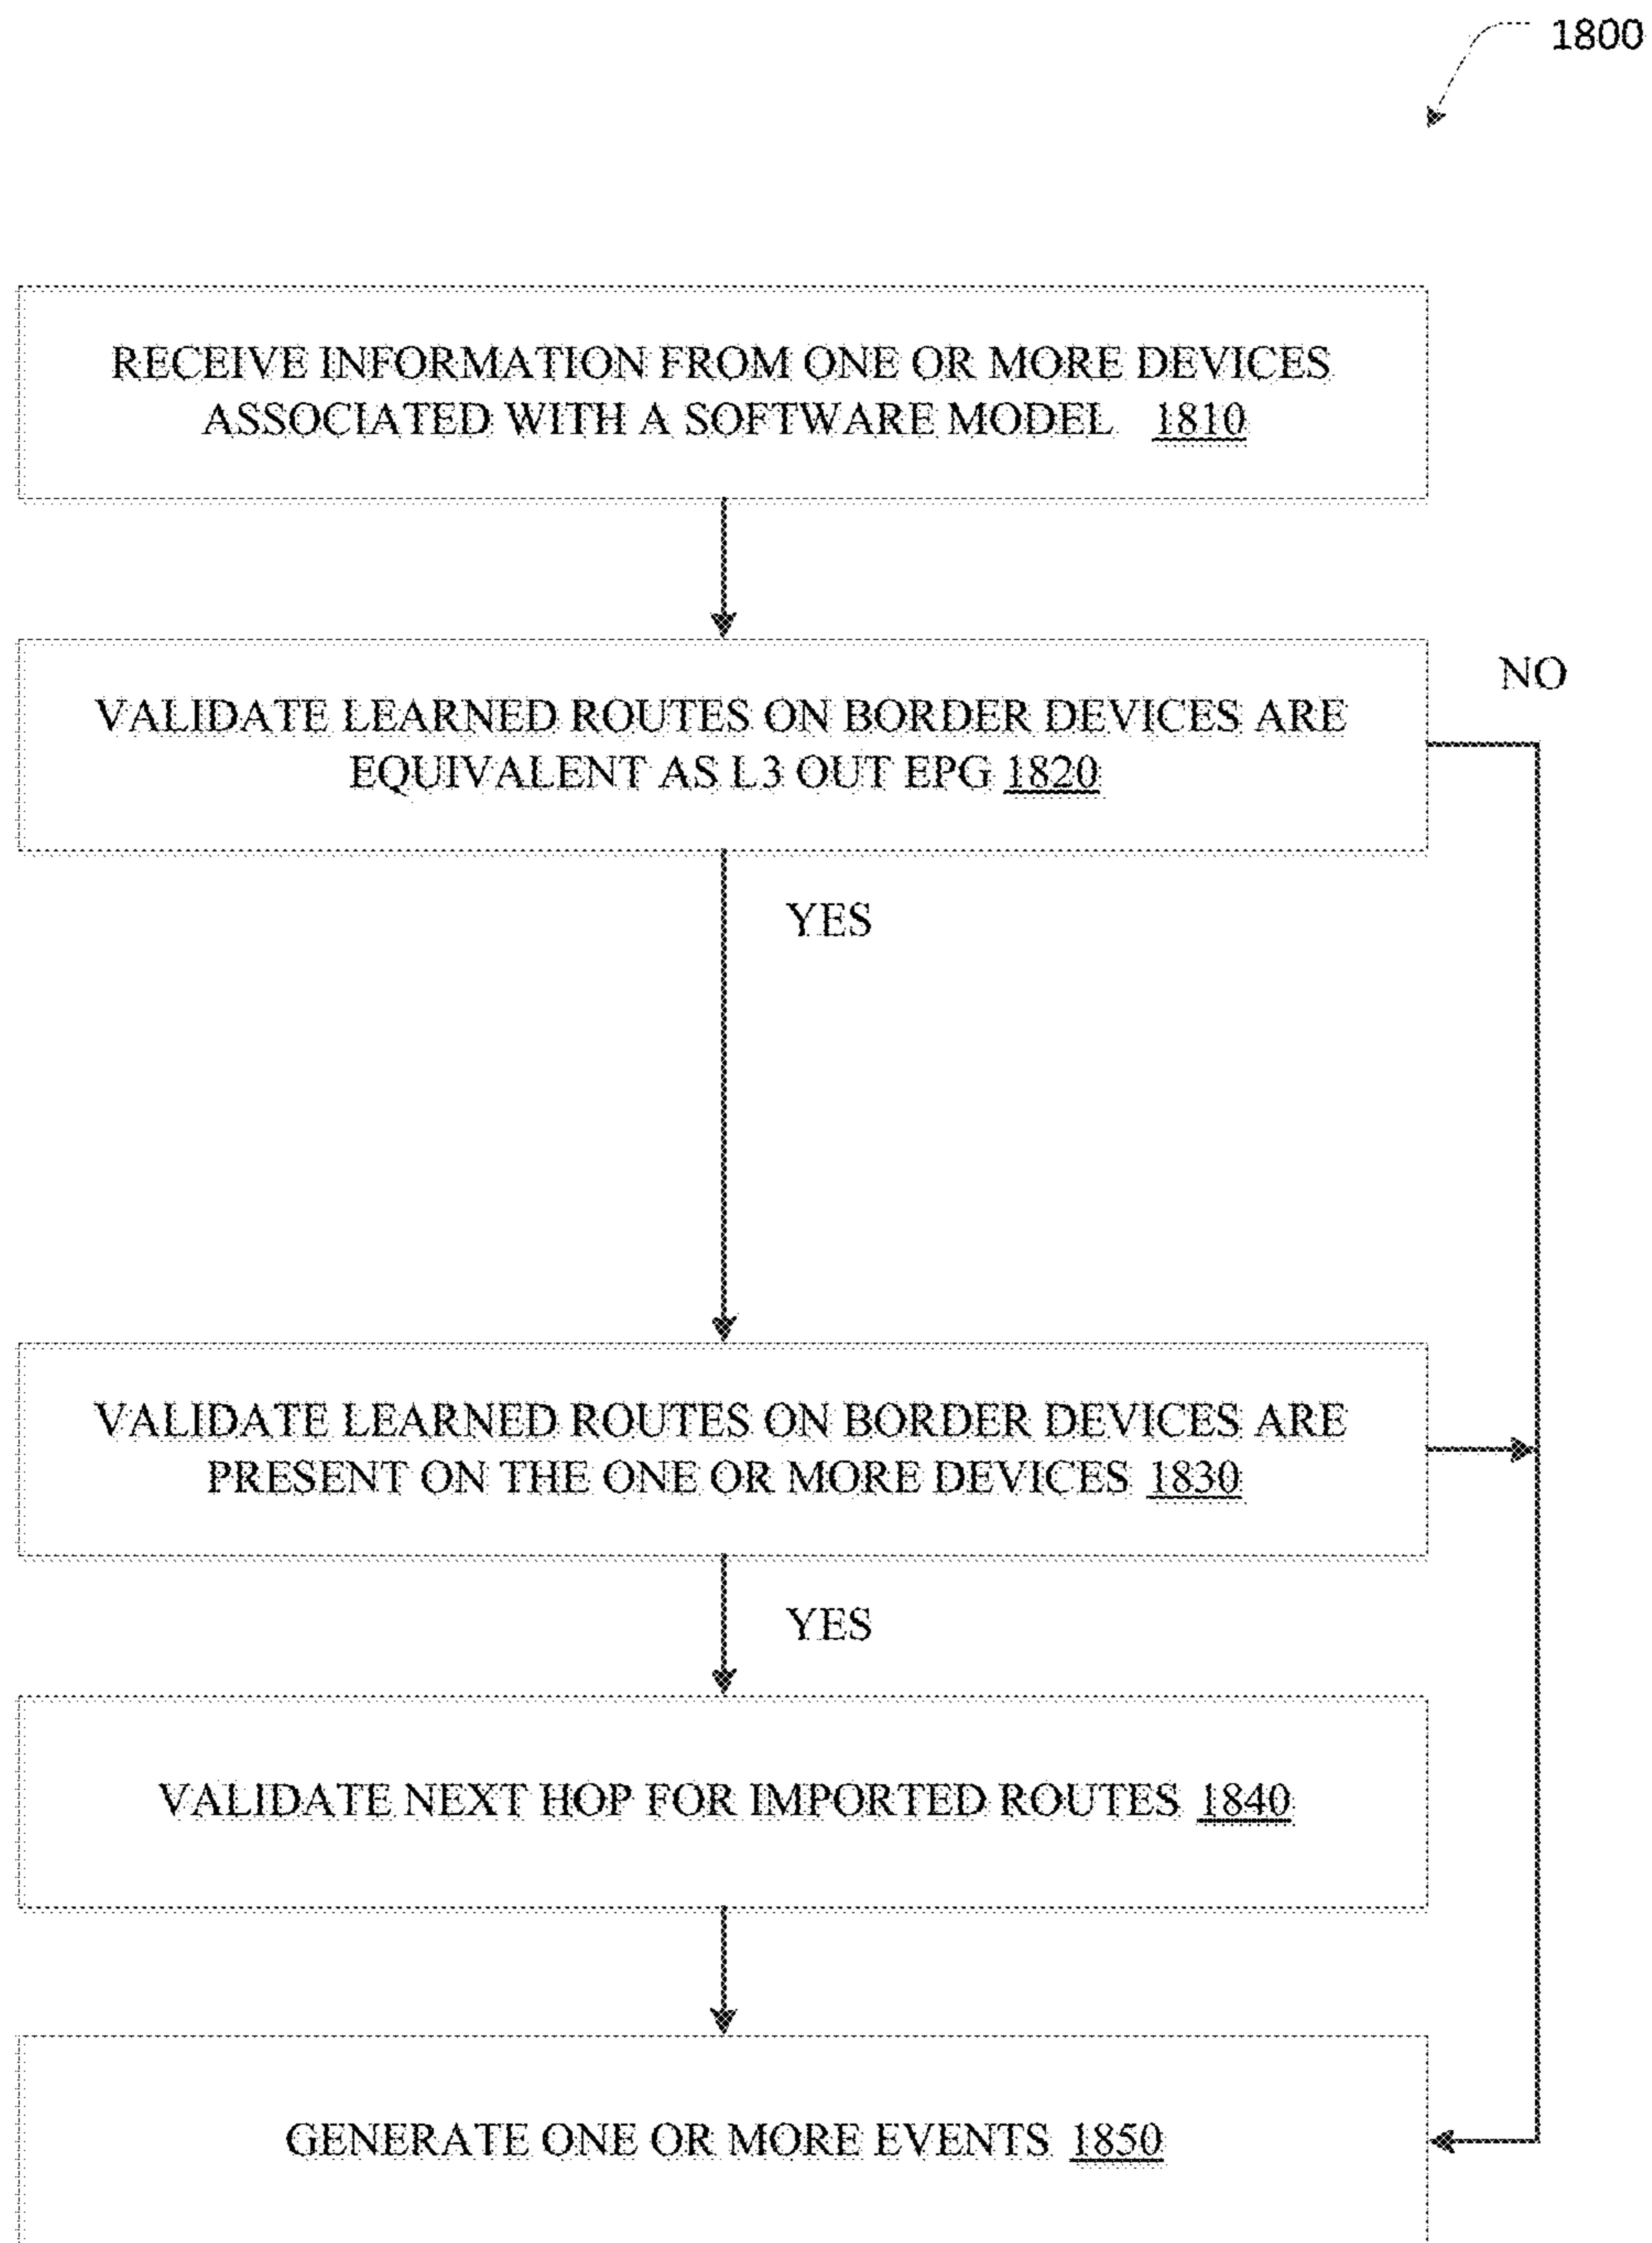 1800
RECEIVE INFORMATION FROM ONE OR MORE DEVICES
ASSOCIATED WITH A SOFTWARE MODEL 1810
NO
VALIDATE LEARNED ROUTES ON BORDER DEVICES ARE
EQUIVALENT AS L3 OUT EPG 1820
YES
VALIDATE LEARNED ROUTES ON BORDER DEVICES ARE
PRESENT ON THE ONE OR MORE DEVICES 1830
YES
VALIDATE NEXT HOP FOR IMPORTED ROUTES 1840
GENERATE ONE OR MORE EVENTS 1850